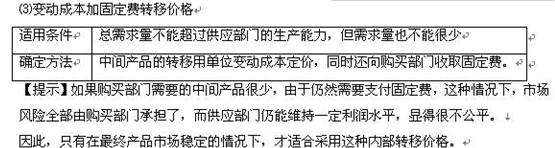 ⑶变动成本加固定费转移价格
适用条件 总需求量不能超过供应部门的生产能力，但需求量也不能很少
确定方法 中间产品的转移用单位变动成本定价，同时还向购买部门收取固定费。
【提示】如果购买部门需要的中间产品很少，由于仍然需要支付固定费，这种情况下，市场
风险全部由购买部门承担了，而供应部门仍能维持一定利润水平，显得很不公平。
因此，只有在最终产品市场稳定的情况下，才适合采用这种内部转移价格。